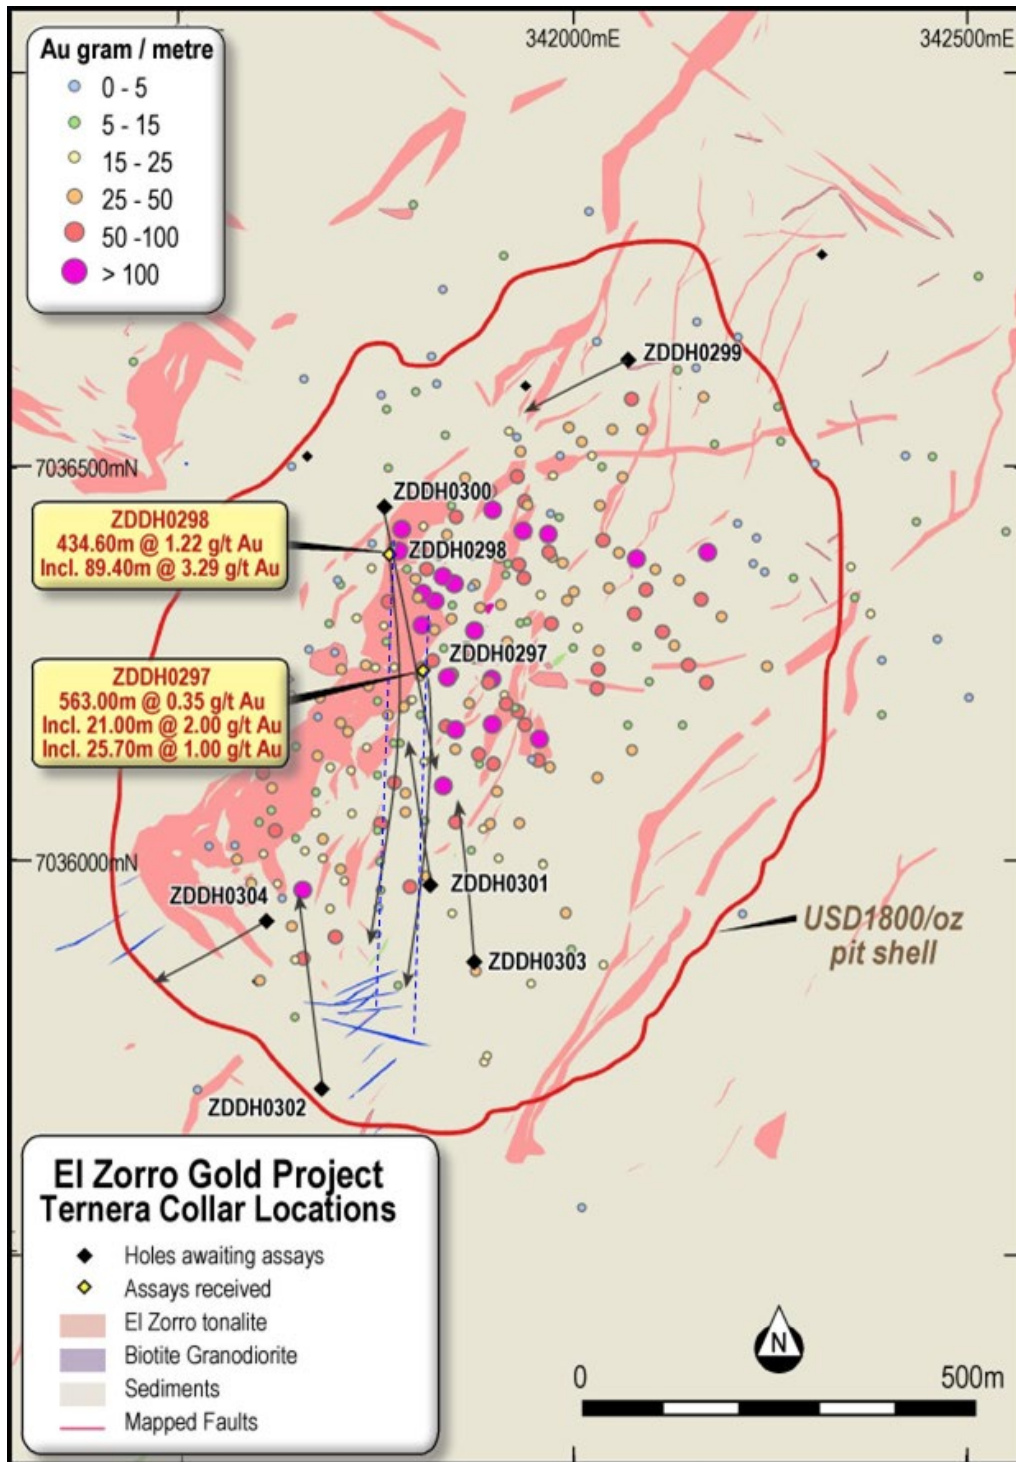 342000mE
342500mE
Au gram / metre
0 - 5
5 - 15
15 - 25
25 - 50
50 -100
> 100
ZDDH0299
7036500mN
ZDDH0300
ZDDH0298
434.60m @ 1.22 g/t Au
Incl. 89.40m @ 3.29 g/t Au
ZDDH0298
ZDDH0297
ZDDH0297
563.00m @ 0.35 g/t Au
Incl. 21.00m @ 2.00 g/t Au
Incl. 25.70m @ 1.00 g/t Au
7036000mN
ZDDH0304
ZDDH0301
USD1800/oz
pit shell
ZDDH0303
ZDDH0302
El Zorro Gold Project
Ternera Collar Locations
Holes awaiting assays
Assays received
El Zorro tonalite
Biotite Granodiorite
Sediments
Mapped Faults
N
0
500m